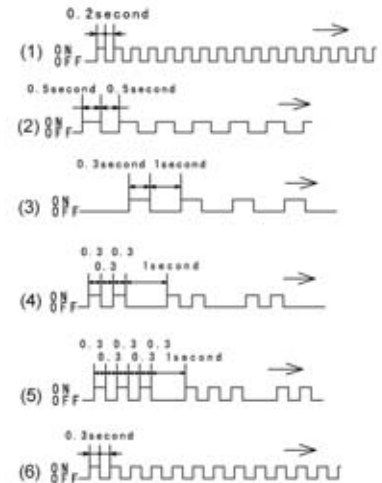 0.2second
(1) ON
OFF
0.5second 0.5second
(2) ON
OFF
0.3second 1second
(3) ON
OFF
0.3 0.3
0.3 1second
(4) ON
OFF
0.3 0.3 0.3
0.3 0.3 1second
(5) ON
OFF
0.3second
(6) ON
OFF